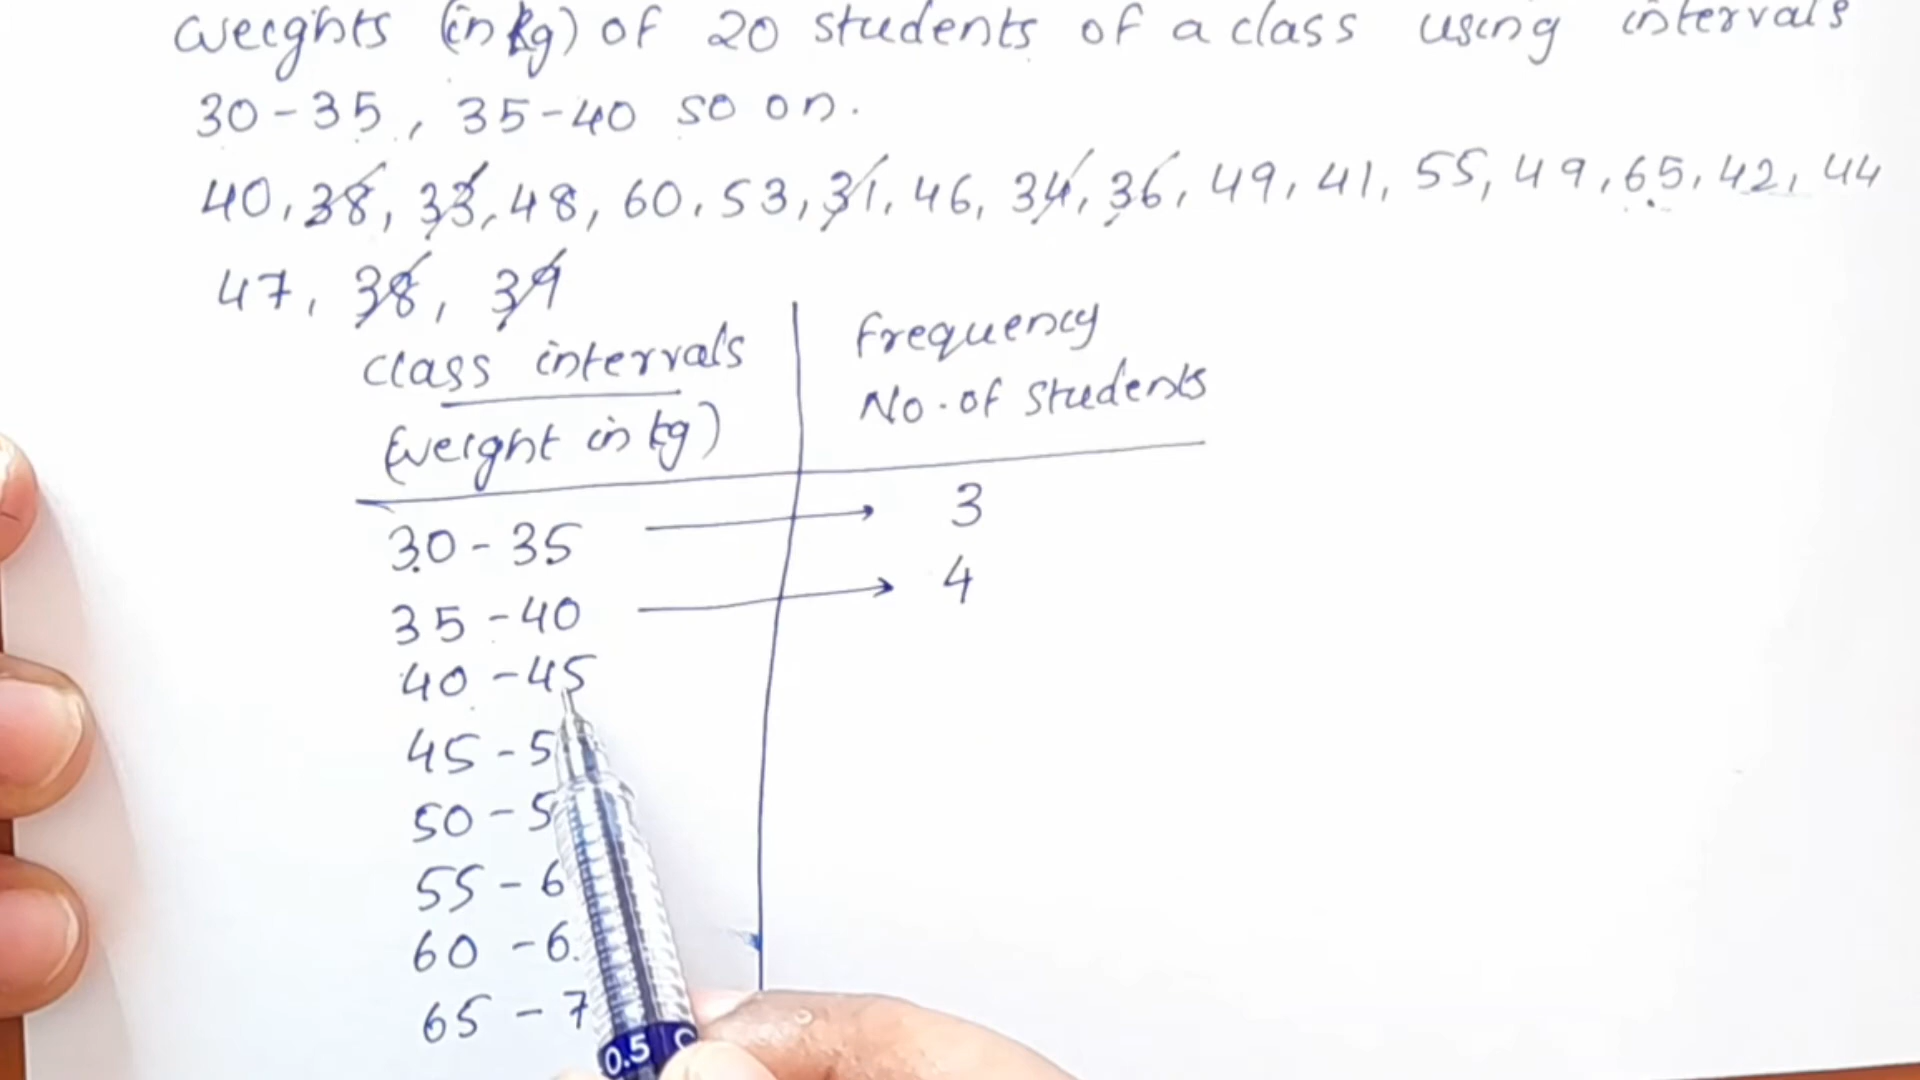 weights (in kg) of 20 students of a class using intervals
30-35, 35-40 so on.
40, 38, 33, 48, 60, 53, 31, 46, 34, 36, 49, 41, 55, 49, 65, 42, 44
47, 38, 39
class intervals
(weight in kg)
Frequency
No. of students
30-35 → 3
35-40 → 4
40-45
45-5
50-5
55-6
60-6
65-7
0.5